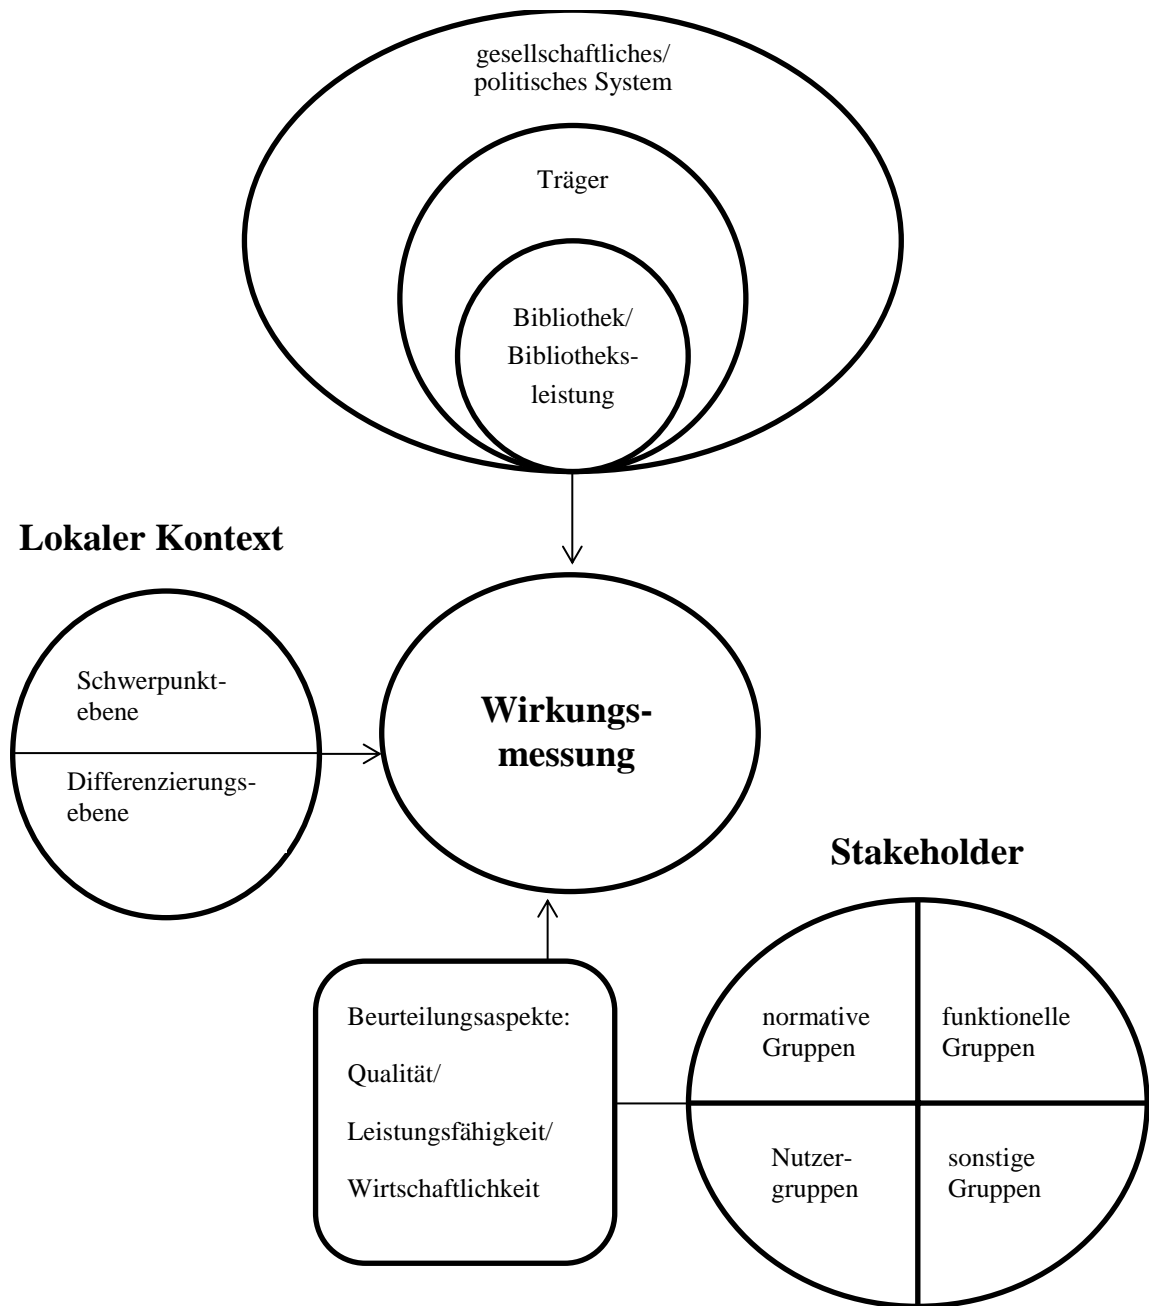 gesellschaftliches/
politisches System
Träger
Bibliothek/
Bibliotheks-
leistung
Lokaler Kontext
Schwerpunkt-
ebene
Differenzierungs-
ebene
Wirkungs-
messung
Stakeholder
normative
Gruppen
funktionelle
Gruppen
Nutzer-
gruppen
sonstige
Gruppen
Beurteilungsaspekte:
Qualität/
Leistungsfähigkeit/
Wirtschaftlichkeit